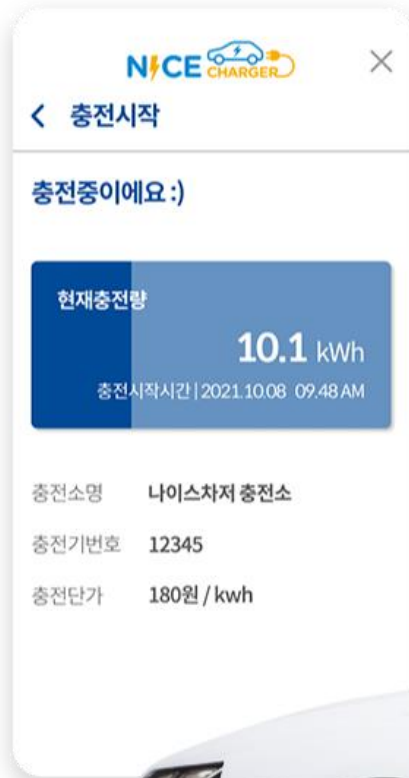 NICE CHARGER
충전시작
충전중이에요 :)
현재충전량
10.1 kWh
충전시작시간 | 2021.10.08 09.48 AM
충전소명 나이스차저 충전소
충전기번호 12345
충전단가 180원 / kwh